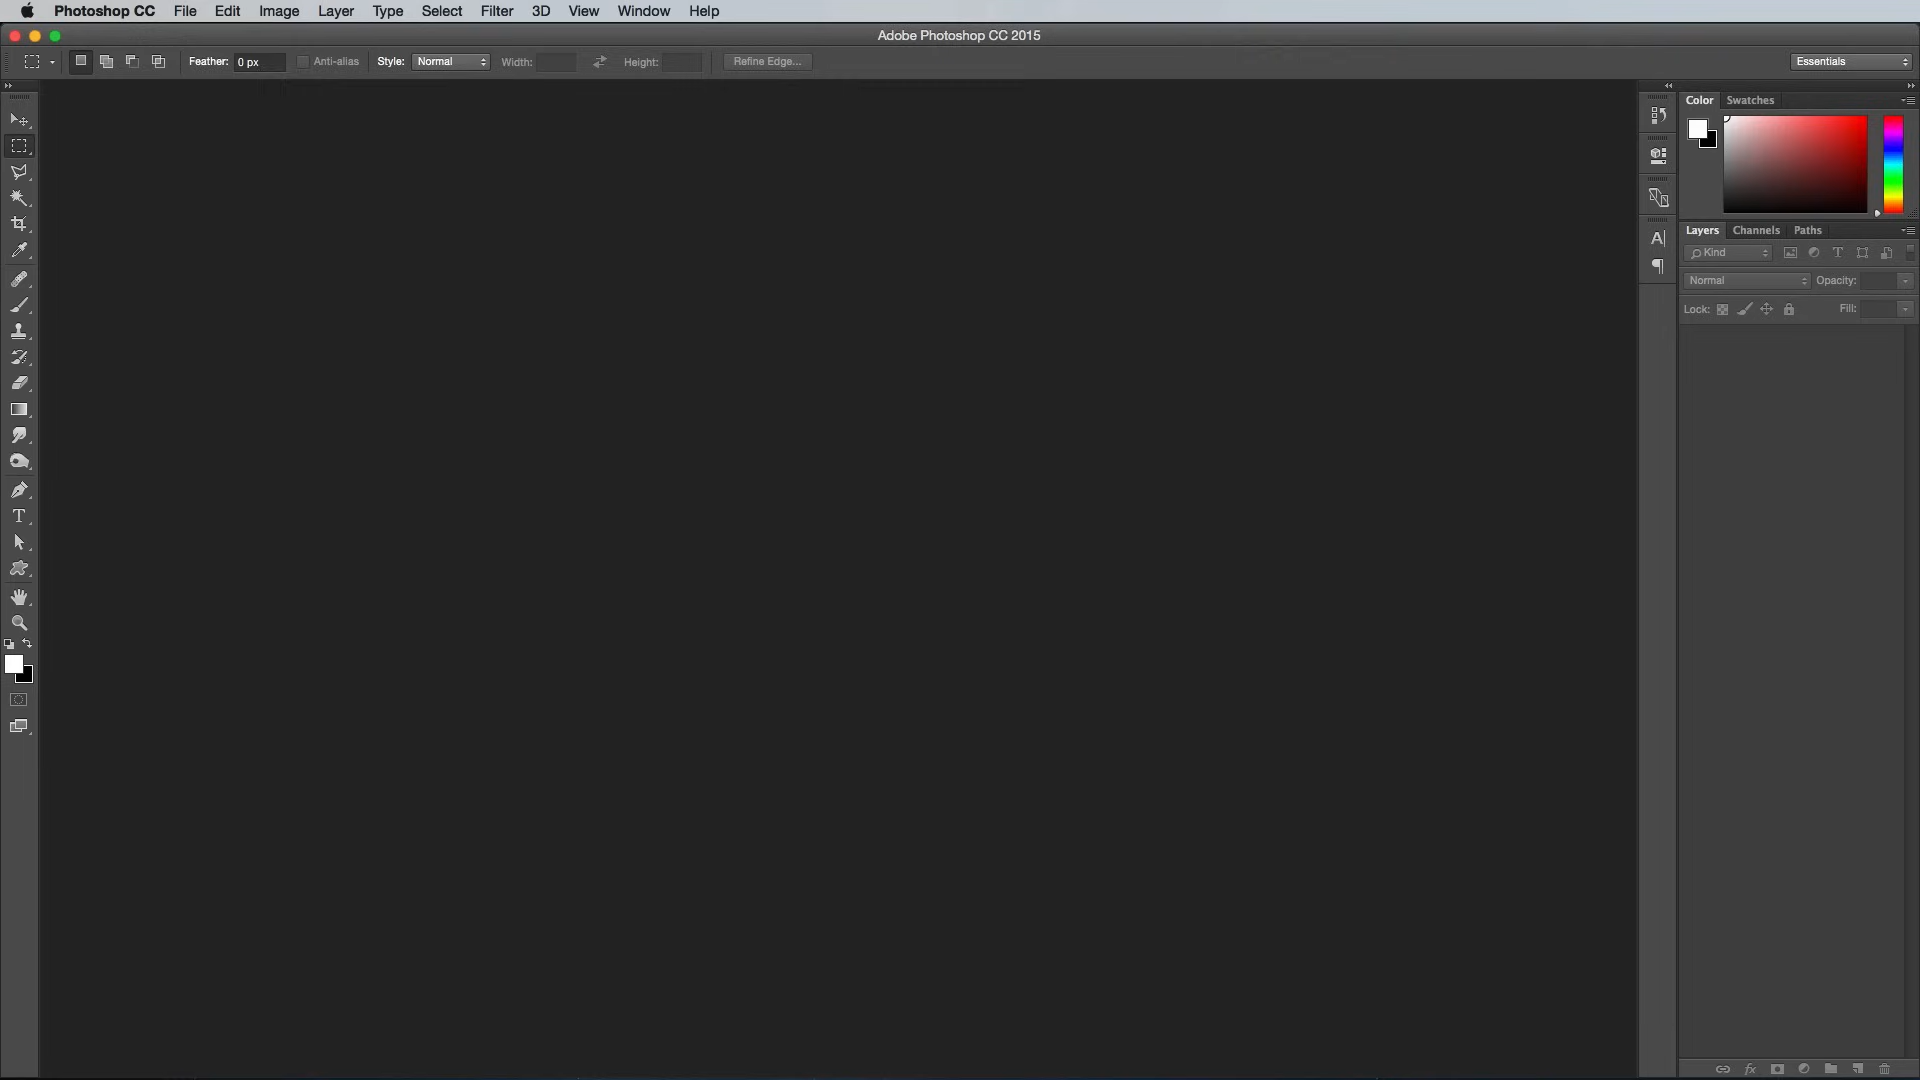 Photoshop CC File Edit Image Layer Type Select Filter 3D View Window Help
Adobe Photoshop CC 2015
Feather: 0 px Anti-alias Style: Normal Width: Height: Refine Edge... Essentials
Color Swatches
Layers Channels Paths
Kind
Normal Opacity:
Lock: Fill: